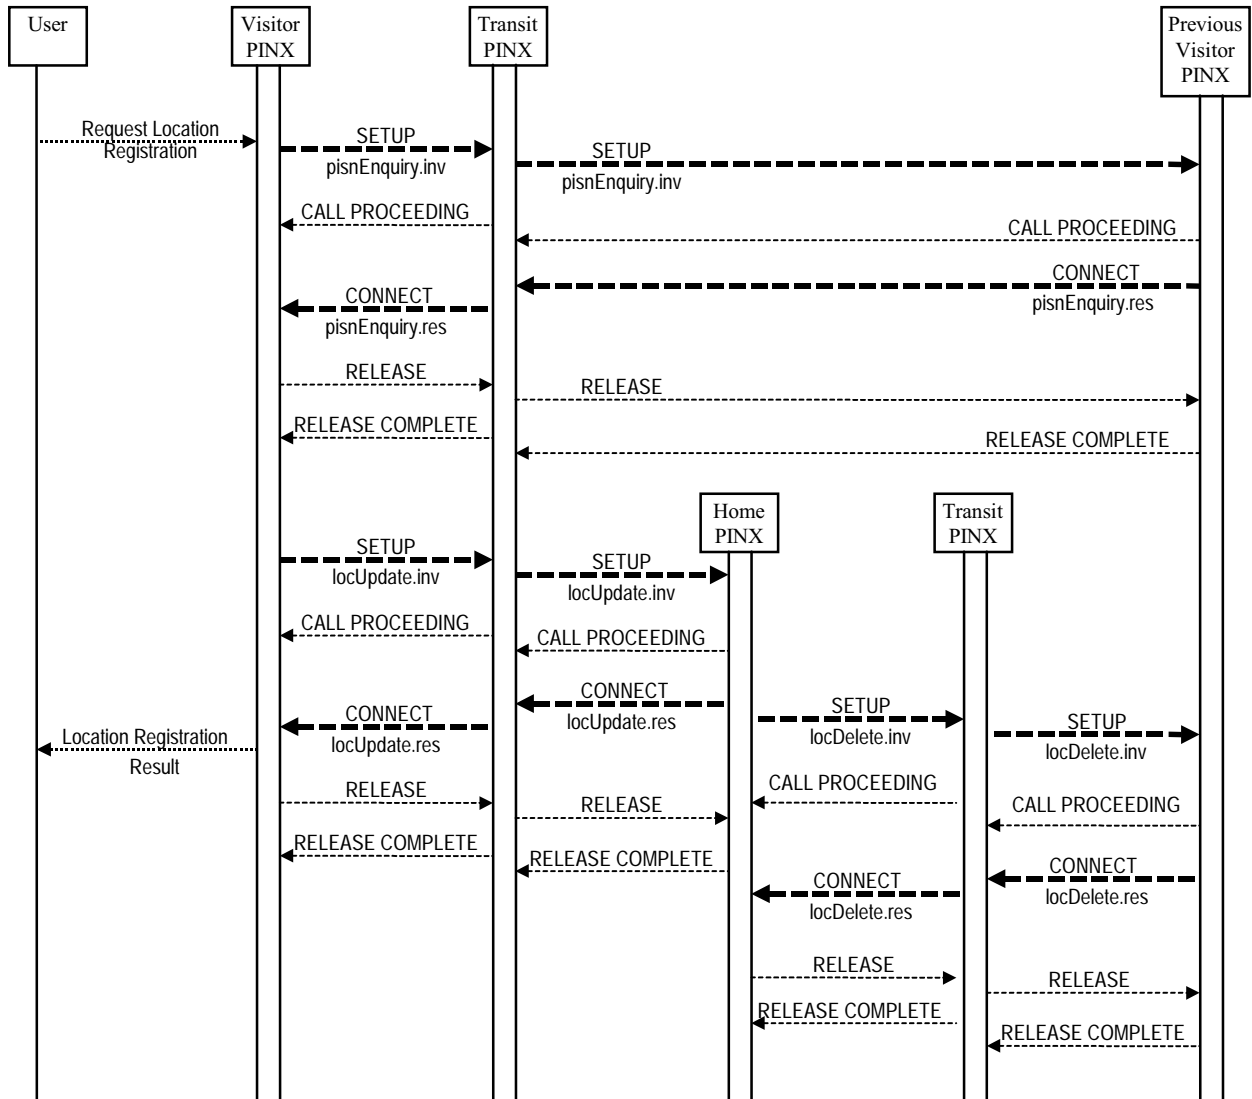 User
Visitor
PINX
Transit
PINX
Previous
Visitor
PINX
Request Location
Registration
SETUP
pisnEnquiry.inv
SETUP
pisnEnquiry.inv
CALL PROCEEDING
CALL PROCEEDING
CONNECT
pisnEnquiry.res
CONNECT
pisnEnquiry.res
RELEASE
RELEASE
RELEASE COMPLETE
RELEASE COMPLETE
Home
PINX
Transit
PINX
SETUP
locUpdate.inv
SETUP
locUpdate.inv
CALL PROCEEDING
CALL PROCEEDING
CONNECT
locUpdate.res
SETUP
locDelete.inv
CONNECT
locUpdate.res
SETUP
locDelete.inv
Location Registration
Result
CALL PROCEEDING
RELEASE
RELEASE
CALL PROCEEDING
RELEASE COMPLETE
RELEASE COMPLETE
CONNECT
locDelete.res
CONNECT
locDelete.res
RELEASE
RELEASE
RELEASE COMPLETE
RELEASE COMPLETE